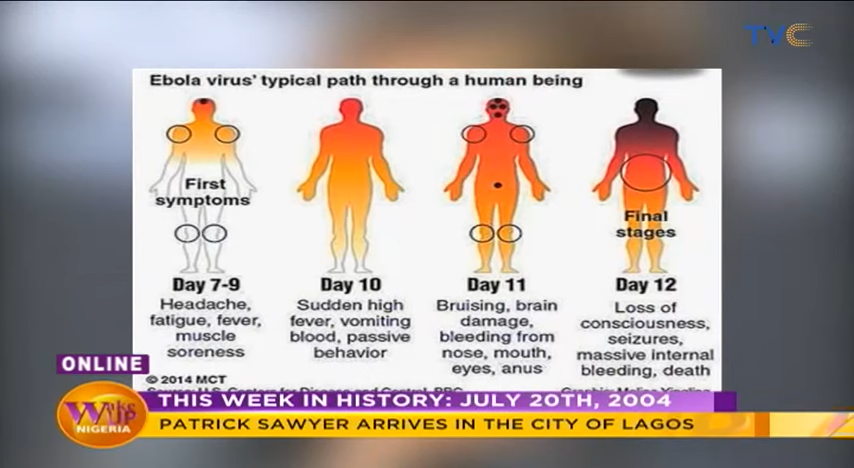 TVC
Ebola virus' typical path through a human being
First
symptoms
Final
stages
Day 7-9
Day 10
Day 11
Day 12
Headache,
fatigue, fever,
muscle
soreness
Sudden high
fever, vomiting
blood, passive
behavior
Bruising, brain
damage,
bleeding from
nose, mouth,
eyes, anus
Loss of
consciousness,
seizures,
massive internal
bleeding, death
© 2014 MCT
ONLINE
THIS WEEK IN HISTORY: JULY 20TH, 2004
PATRICK SAWYER ARRIVES IN THE CITY OF LAGOS
Wake
UP
NIGERIA